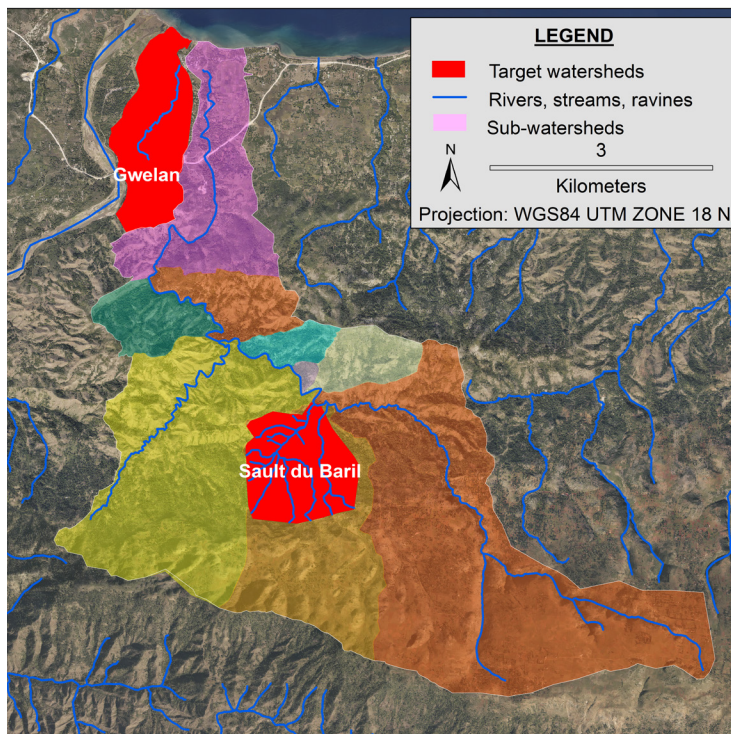 LEGEND
Target watersheds
Rivers, streams, ravines
Sub-watersheds
N
3
Kilometers
Projection: WGS84 UTM ZONE 18 N
Gwelan
Sault du Baril